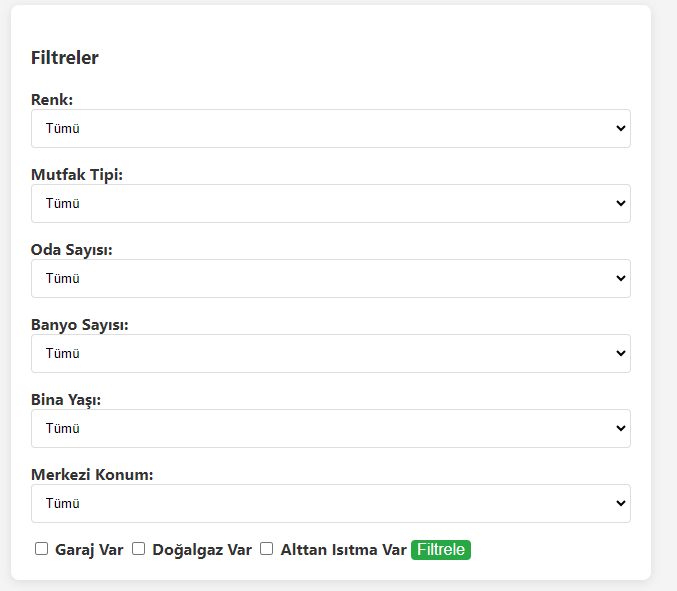 Filtreler
Renk:
Tümü
Mutfak Tipi:
Tümü
Oda Sayısı:
Tümü
Banyo Sayısı:
Tümü
Bina Yaşı:
Tümü
Merkezi Konum:
Tümü
Garaj Var Doğalgaz Var Alttan Isıtma Var Filtrele